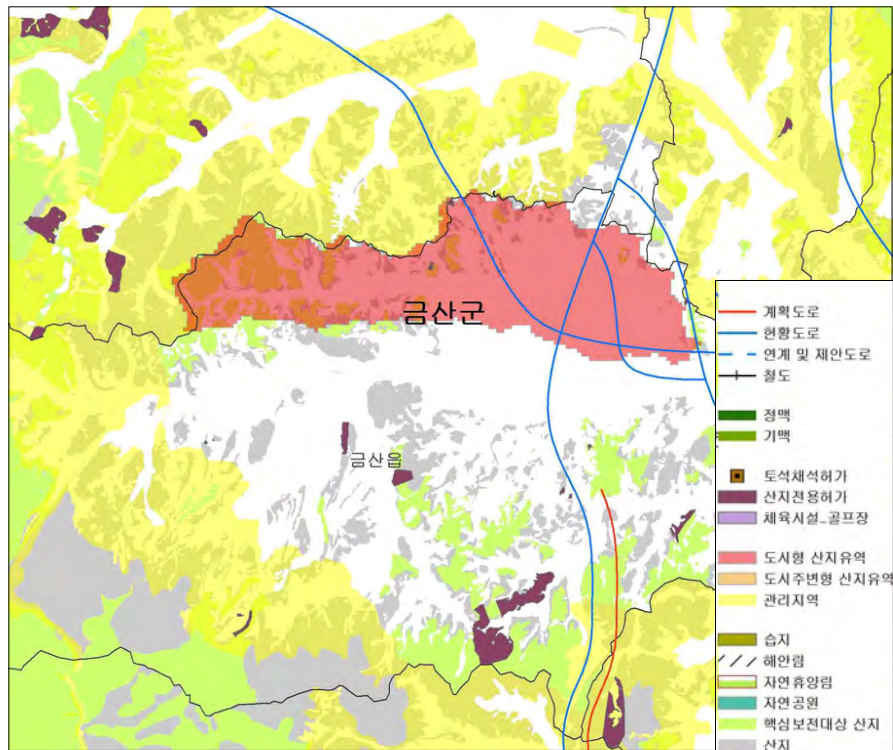 금산군
금산읍
계획도로
현황도로
연계 및 제안도로
철도
정맥
기맥
토석채석허가
산지전용허가
체육시설_골프장
도시형 산지유역
도시주변형 산지유역
관리지역
습지
해안림
자연휴양림
자연공원
핵심보전대상 산지
산지